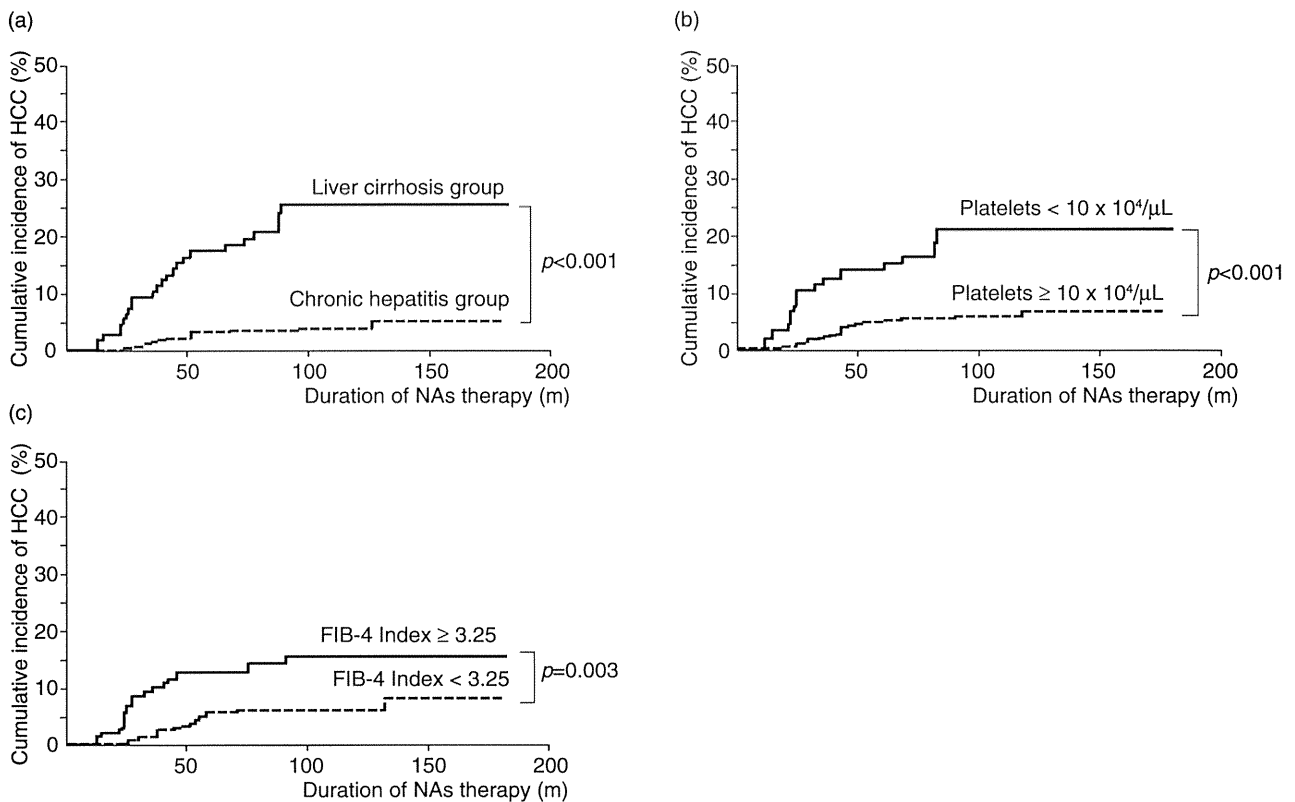 (a)
Cumulative incidence of HCC (%)
50
40
30
20
10
0
Liver cirrhosis group
Chronic hepatitis group
p<0.001
50
100
150
200
Duration of NAs therapy (m)
(b)
Cumulative incidence of HCC (%)
50
40
30
20
10
0
Platelets < 10 x 10⁴/μL
Platelets ≥ 10 x 10⁴/μL
p<0.001
50
100
150
200
Duration of NAs therapy (m)
(c)
Cumulative incidence of HCC (%)
50
40
30
20
10
0
FIB-4 Index ≥ 3.25
FIB-4 Index < 3.25
p=0.003
50
100
150
200
Duration of NAs therapy (m)